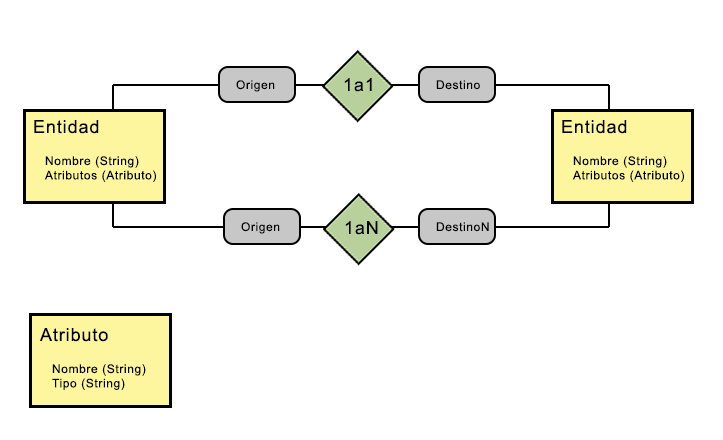 Origen
1a1
Destino
Entidad
Nombre (String)
Atributos (Atributo)
Entidad
Nombre (String)
Atributos (Atributo)
Origen
1aN
DestinoN
Atributo
Nombre (String)
Tipo (String)